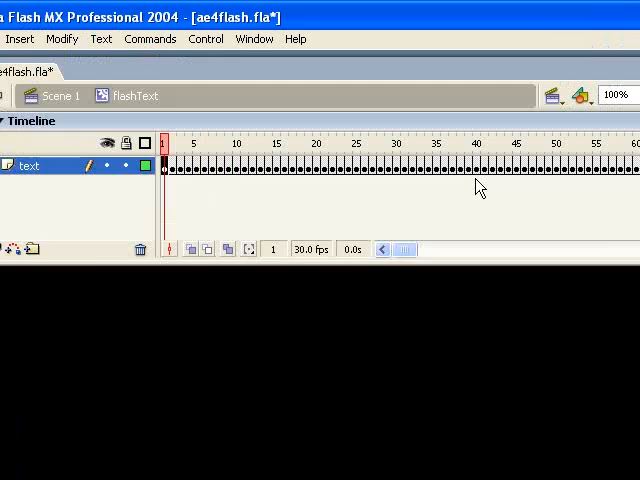 a Flash MX Professional 2004 - [ae4flash.fla*]
Insert Modify Text Commands Control Window Help
e4flash.fla*
Scene 1 flashText 100%
Timeline
1 5 10 15 20 25 30 35 40 45 50 55 60
text
1 30.0 fps 0.0s